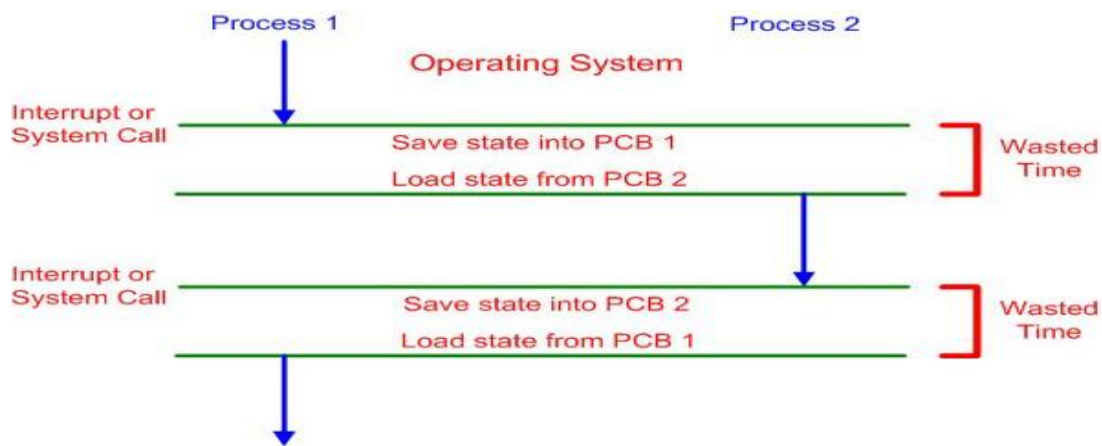 Process 1
Process 2
Operating System
Interrupt or
System Call
Save state into PCB 1
Load state from PCB 2
Wasted
Time
Interrupt or
System Call
Save state into PCB 2
Load state from PCB 1
Wasted
Time